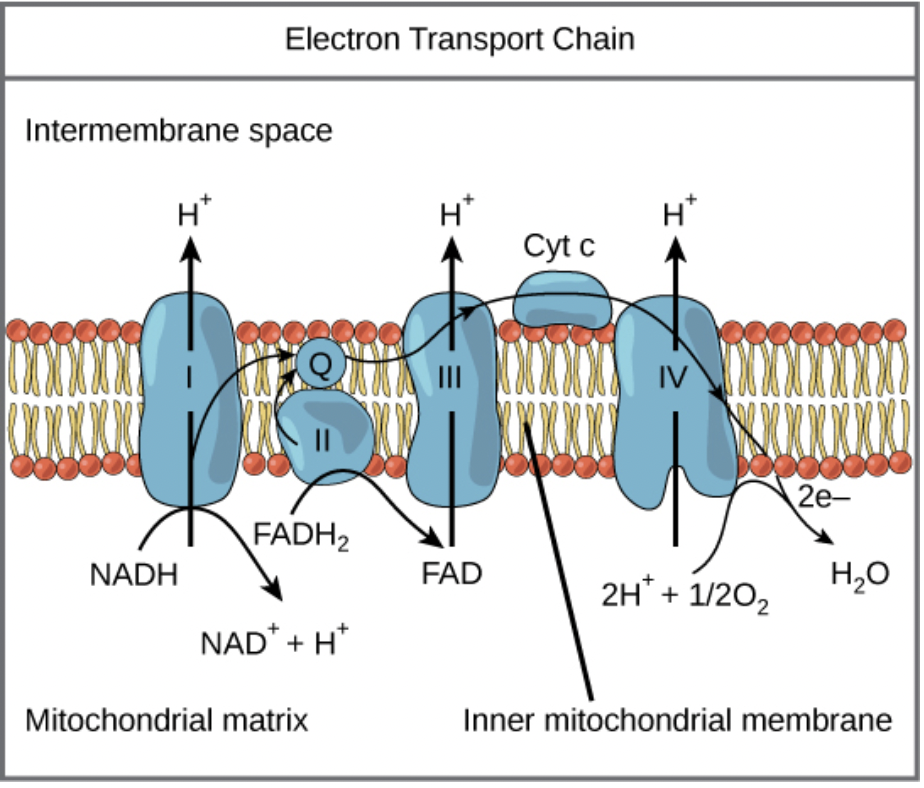 Electron Transport Chain
Intermembrane space
H⁺
H⁺
H⁺
Cyt c
I
Q
II
III
IV
NADH
FADH₂
FAD
NAD⁺ + H⁺
2H⁺ + 1/2O₂
2e–
H₂O
Mitochondrial matrix
Inner mitochondrial membrane